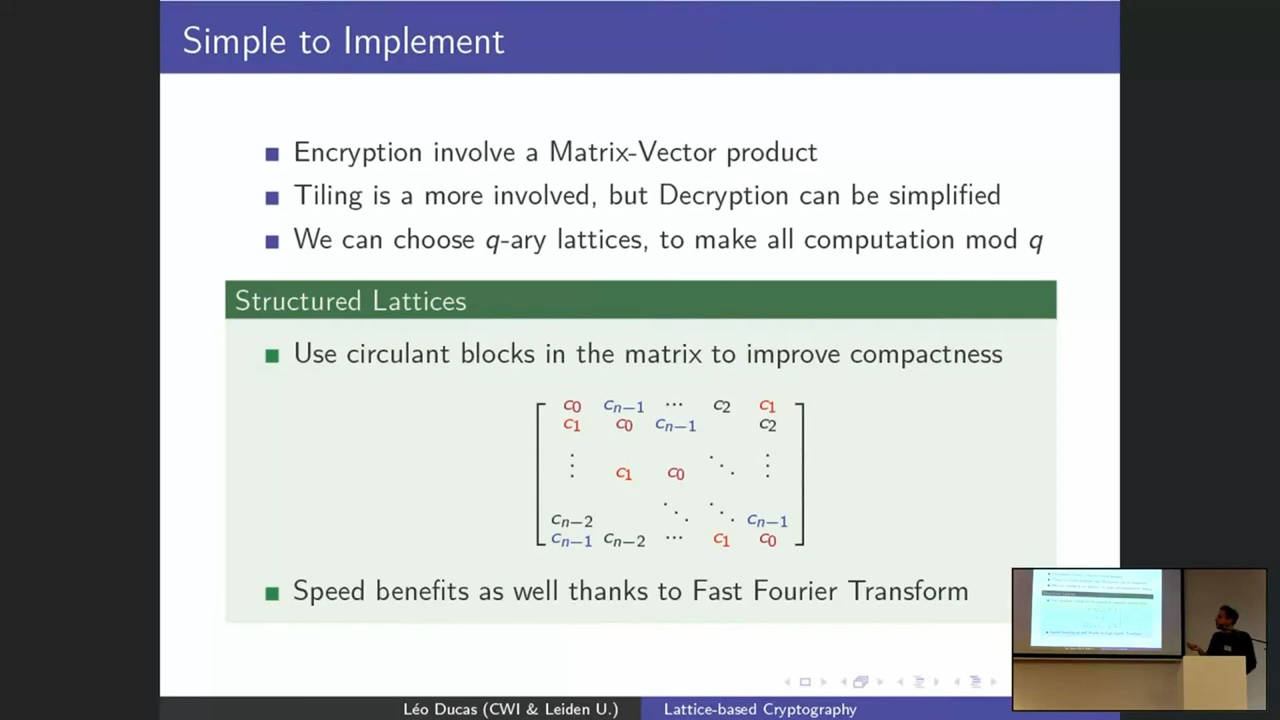 Simple to Implement
Encryption involve a Matrix-Vector product
Tiling is a more involved, but Decryption can be simplified
We can choose q-ary lattices, to make all computation mod q
Structured Lattices
Use circulant blocks in the matrix to improve compactness
c0 cn−1 ⋯ c2 c1
c1 c0 cn−1 c2
⋮ c1 c0 ⋱ ⋮
cn−2 ⋱ ⋱ cn−1
cn−1 cn−2 ⋯ c1 c0
Speed benefits as well thanks to Fast Fourier Transform
Léo Ducas (CWI & Leiden U.) Lattice-based Cryptography